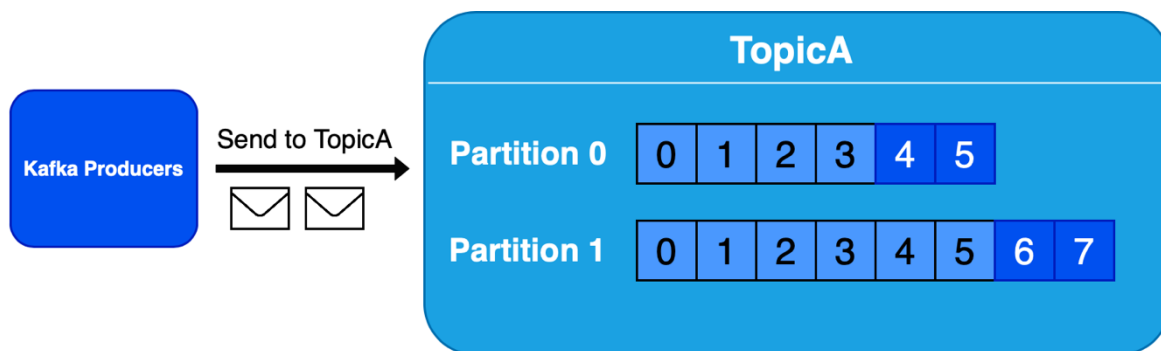 TopicA
Kafka Producers
Send to TopicA
Partition 0
0 1 2 3 4 5
Partition 1
0 1 2 3 4 5 6 7